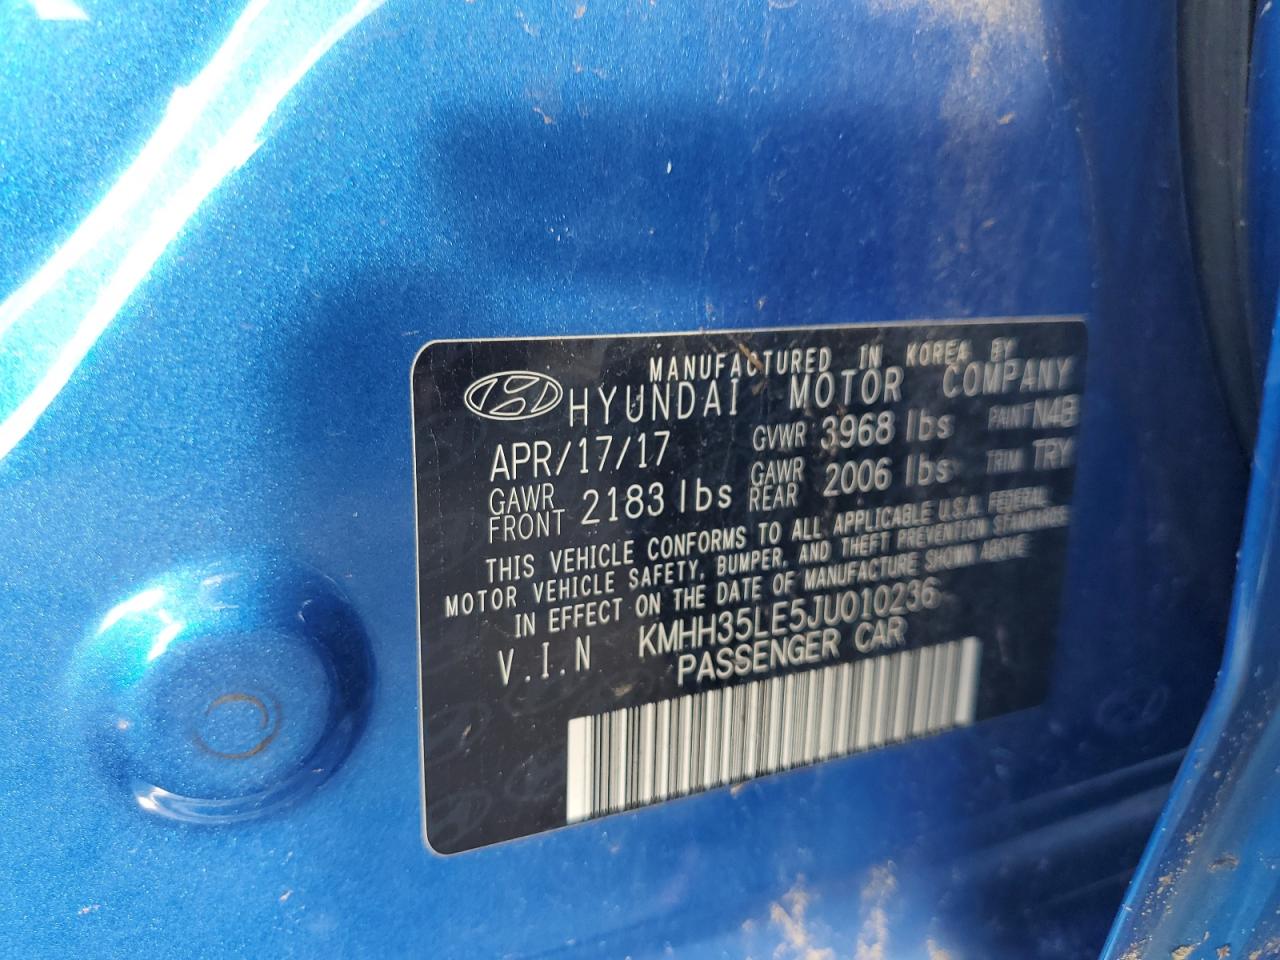 MANUFACTURED IN KOREA BY
HYUNDAI MOTOR COMPANY
APR/17/17 GVWR 3968 lbs PAINT N4B
GAWR FRONT 2183 lbs GAWR REAR 2006 lbs TRIM TRY
THIS VEHICLE CONFORMS TO ALL APPLICABLE U.S.A. FEDERAL
MOTOR VEHICLE SAFETY, BUMPER, AND THEFT PREVENTION STANDARDS
IN EFFECT ON THE DATE OF MANUFACTURE SHOWN ABOVE
V.I.N KMHH35LE5JU010236
PASSENGER CAR